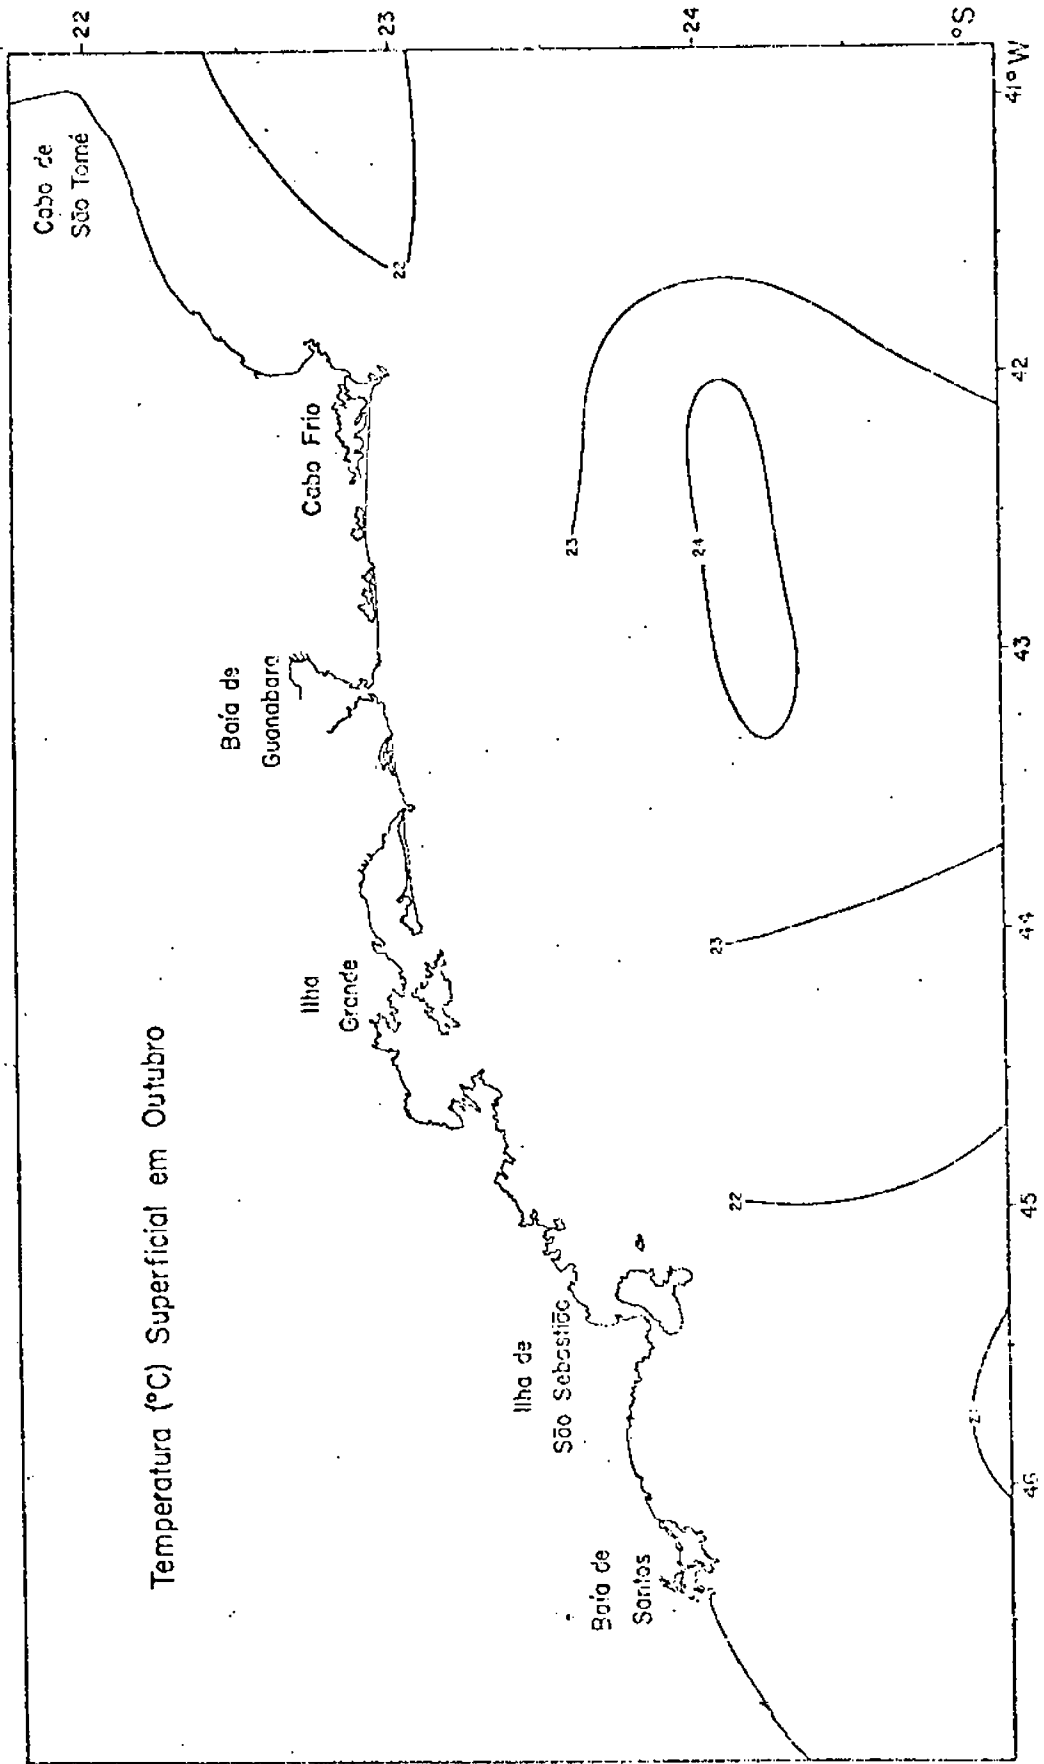 Temperatura (°C) Superficial em Outubro
Cabo de
São Tomé
Cabo Frio
Baía de
Guanabara
Ilha
Grande
Ilha de
São Sebastião
Baía de
Santos
22
23
24
°S
41°W
42
43
44
45
46
22
23
24
23
22
21